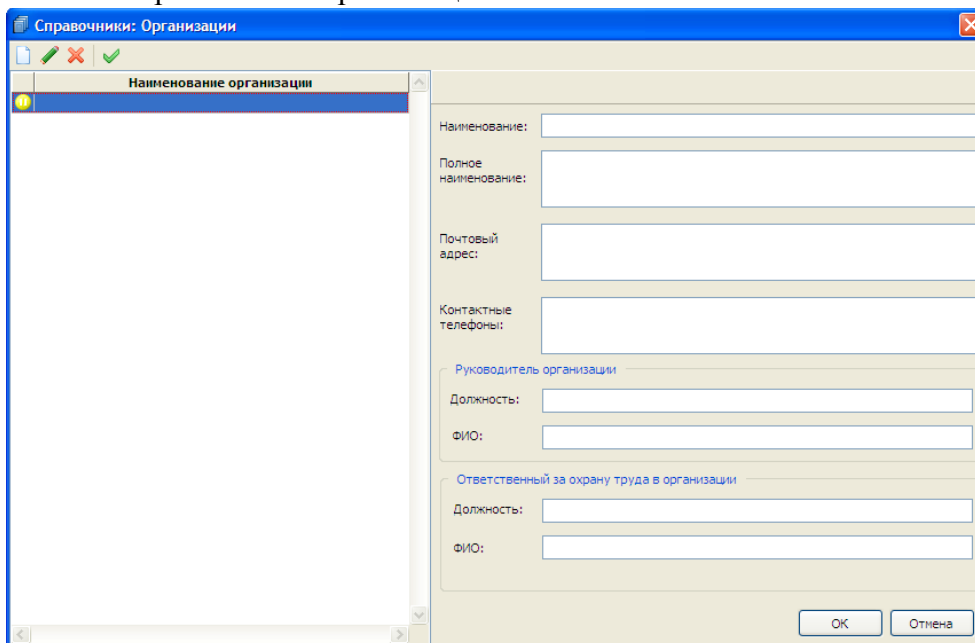 Справочники: Организации
Наименование организации
Наименование:
Полное
наименование:
Почтовый
адрес:
Контактные
телефоны:
Руководитель организации
Должность:
ФИО:
Ответственный за охрану труда в организации
Должность:
ФИО:
OK
Отмена